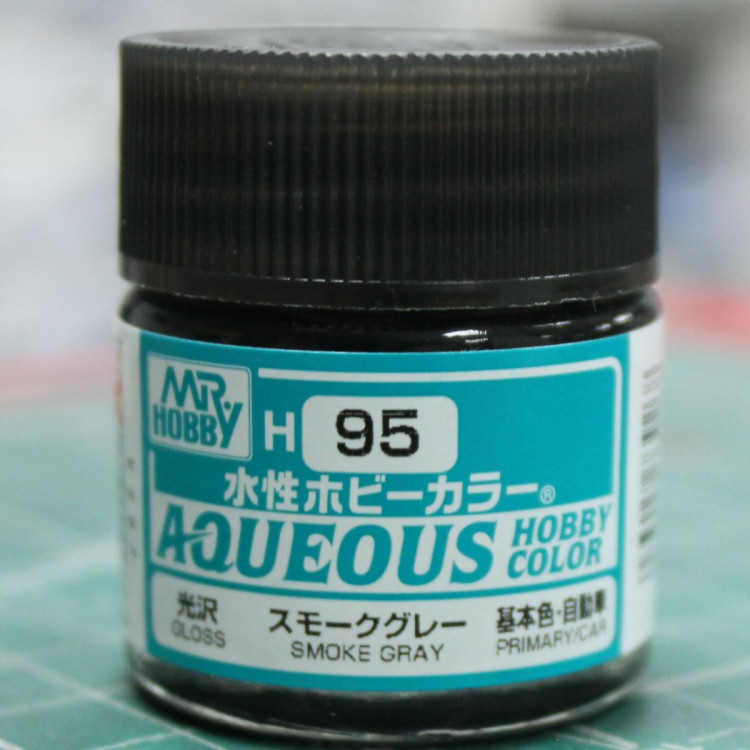 MR.
HOBBY
H 95
水性ホビーカラー®
AQUEOUS HOBBY
COLOR
光沢 スモークグレー 基本色・自動車
GLOSS SMOKE GRAY PRIMARY/CAR